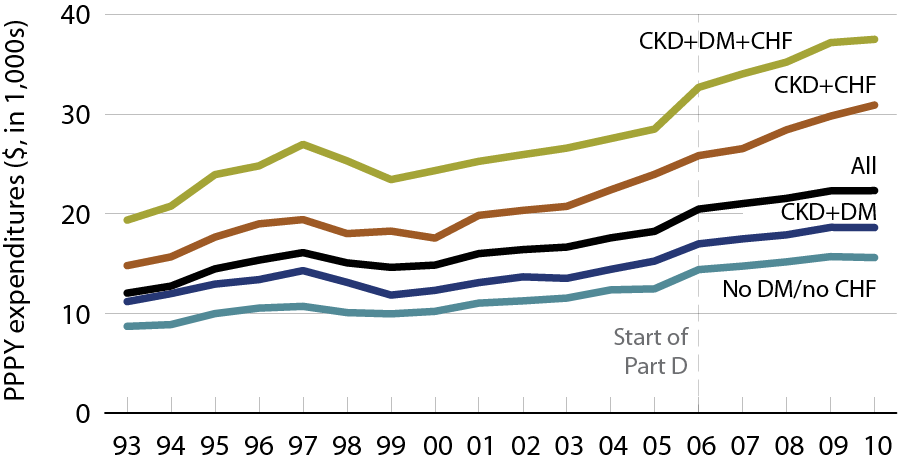 PPPY expenditures ($, in 1,000s)
40
30
20
10
0
CKD+DM+CHF
CKD+CHF
All
CKD+DM
No DM/no CHF
Start of
Part D
93 94 95 96 97 98 99 00 01 02 03 04 05 06 07 08 09 10